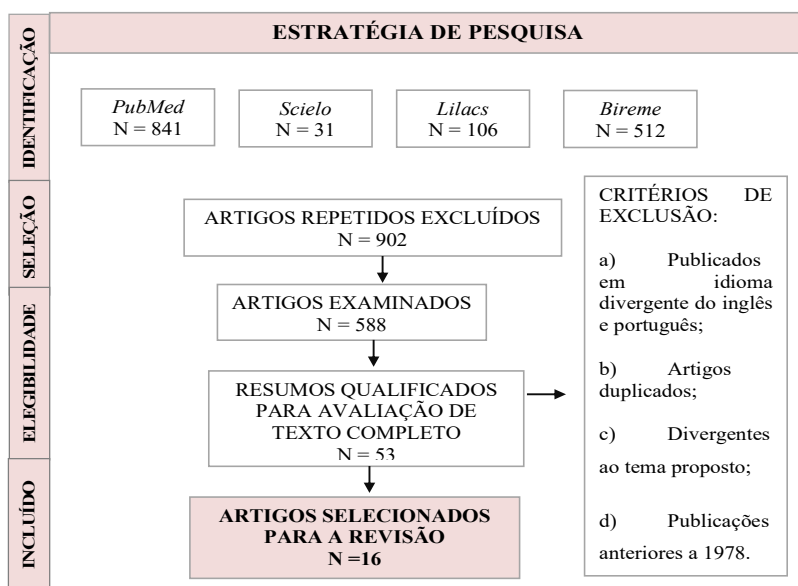 ESTRATÉGIA DE PESQUISA
IDENTIFICAÇÃO
PubMed
N = 841
Scielo
N = 31
Lilacs
N = 106
Bireme
N = 512
SELEÇÃO
ARTIGOS REPETIDOS EXCLUÍDOS
N = 902
ELEGIBILIDADE
ARTIGOS EXAMINADOS
N = 588
RESUMOS QUALIFICADOS
PARA AVALIAÇÃO DE
TEXTO COMPLETO
N = 53
INCLUÍDO
ARTIGOS SELECIONADOS
PARA A REVISÃO
N =16
CRITÉRIOS DE
EXCLUSÃO:
a) Publicados
em idioma
divergente do inglês
e português;
b) Artigos
duplicados;
c) Divergentes
ao tema proposto;
d) Publicações
anteriores a 1978.